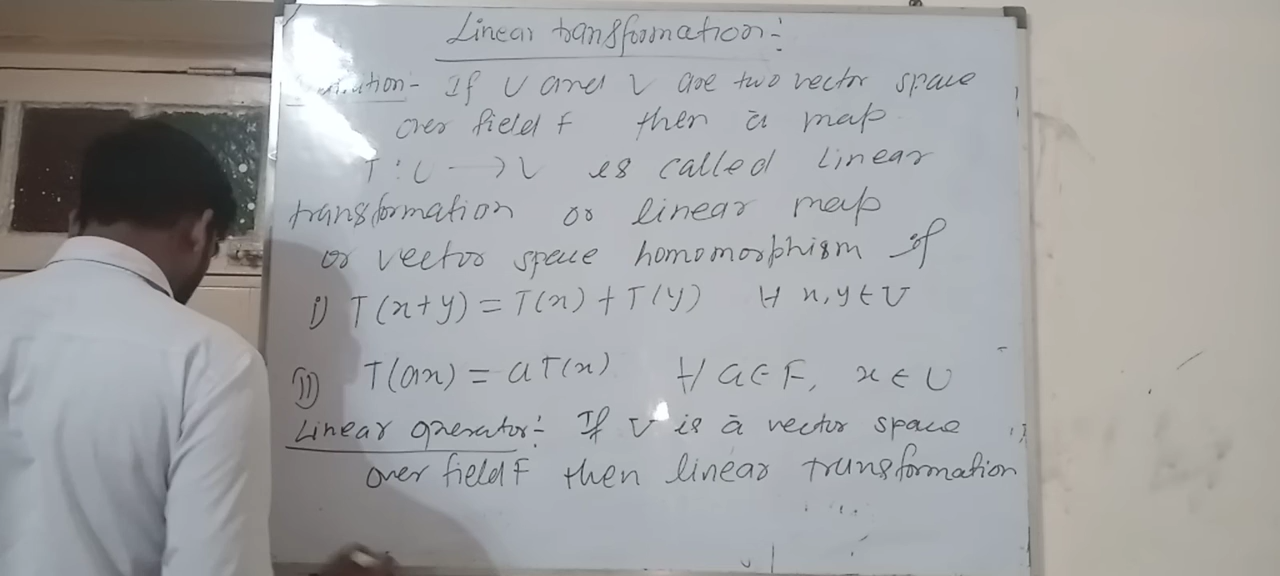 Linear transformation:-
If U and V are two vector space
over field F then a map
T : U → V is called Linear
transformation or linear map
or vector space homomorphism if
i) T(x+y) = T(x) + T(y) ∀ x, y ∈ U
ii) T(ax) = a T(x) ∀ a ∈ F, x ∈ U
Linear operator:- If V is a vector space
over field F then linear transformation